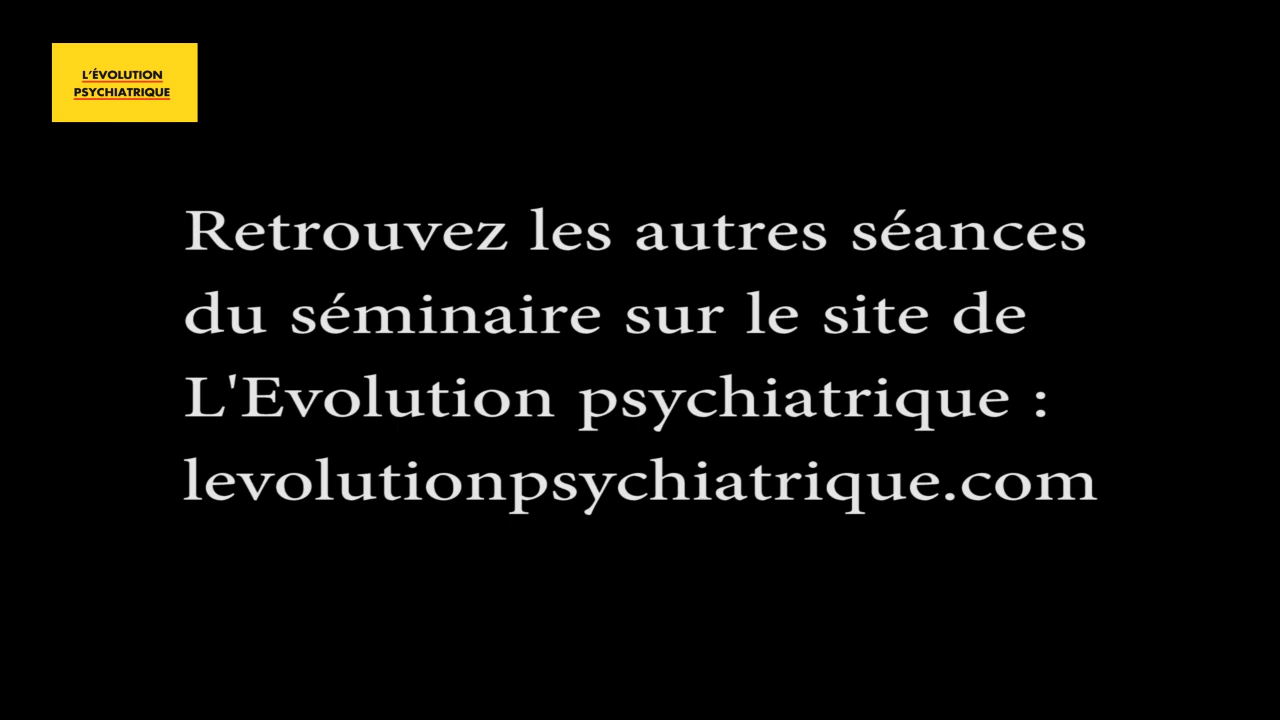 L'ÉVOLUTION
PSYCHIATRIQUE
Retrouvez les autres séances
du séminaire sur le site de
L'Evolution psychiatrique :
levolutionpsychiatrique.com